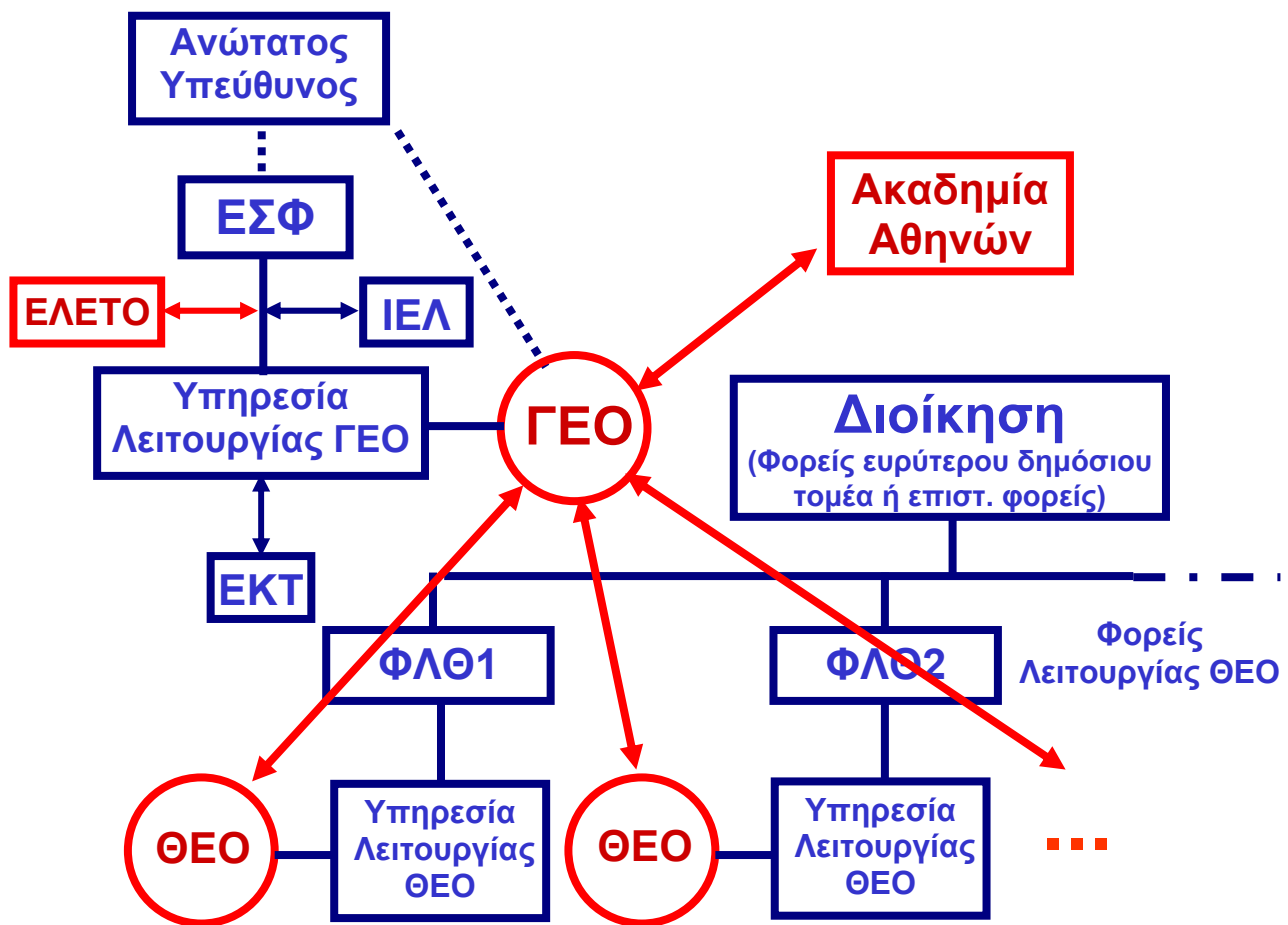 Ανώτατος
Υπεύθυνος
ΕΣΦ
Ακαδημία
Αθηνών
ΕΛΕΤΟ
ΙΕΛ
Υπηρεσία
Λειτουργίας ΓΕΟ
ΓΕΟ
Διοίκηση
(Φορείς ευρύτερου δημόσιου
τομέα ή επιστ. φορείς)
ΕΚΤ
ΦΛΘ1
ΦΛΘ2
Φορείς
Λειτουργίας ΘΕΟ
ΘΕΟ
Υπηρεσία
Λειτουργίας
ΘΕΟ
ΘΕΟ
Υπηρεσία
Λειτουργίας
ΘΕΟ
...